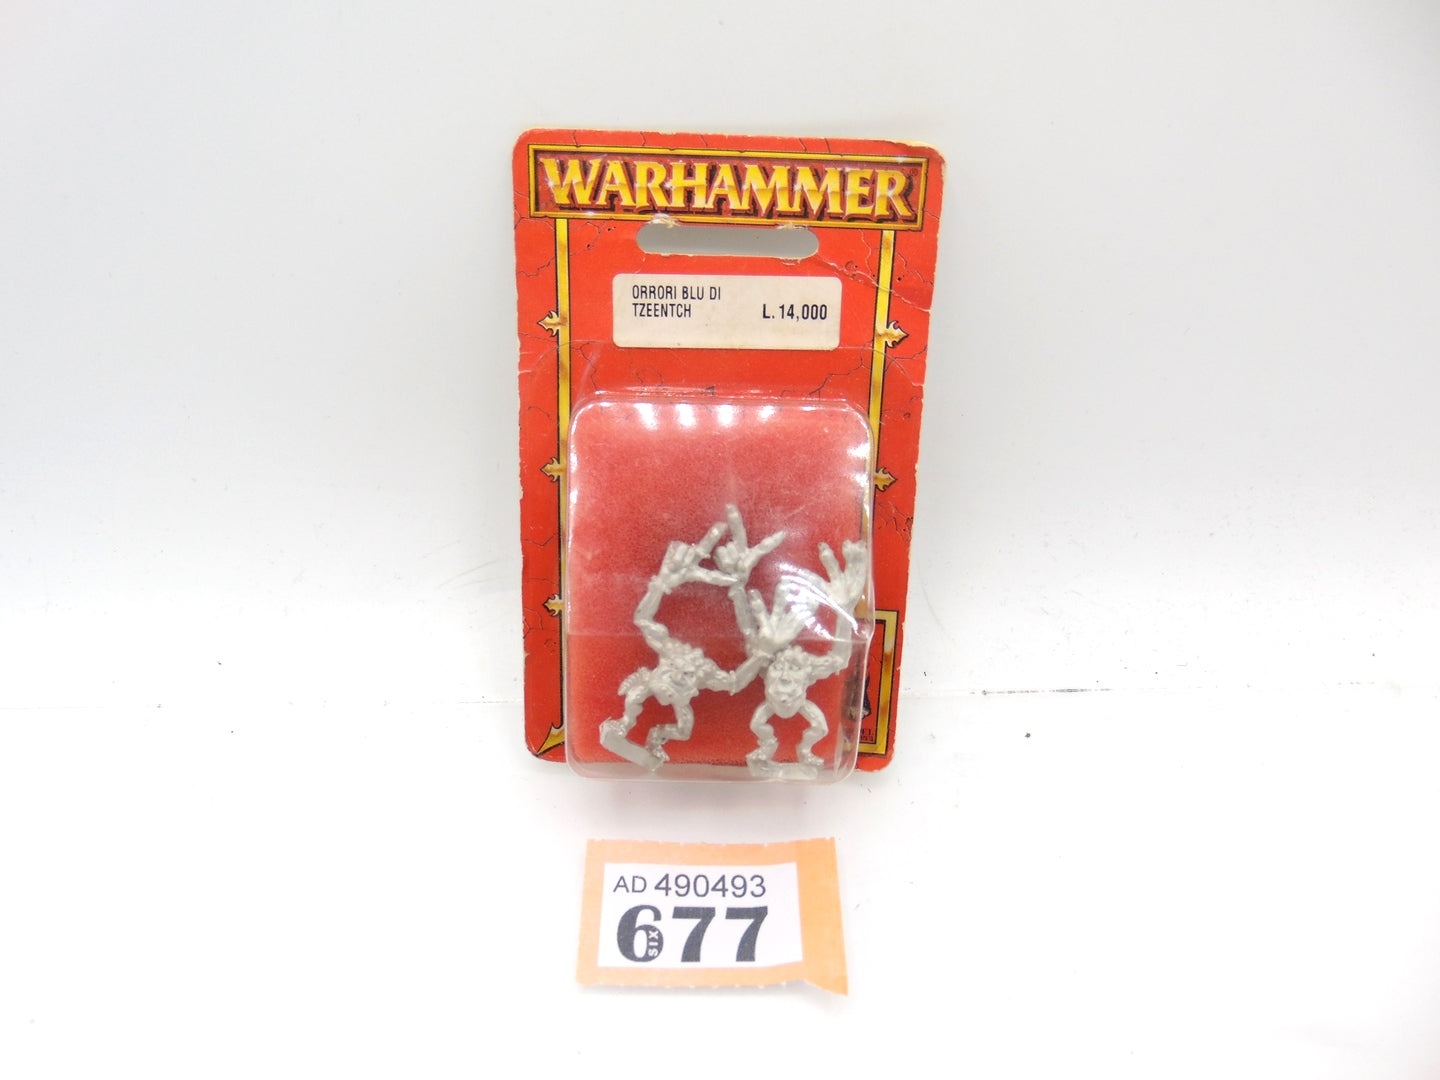 WARHAMMER
ORRORI BLU DI
TZEENTCH L.14,000
AD 490493
677
SIX